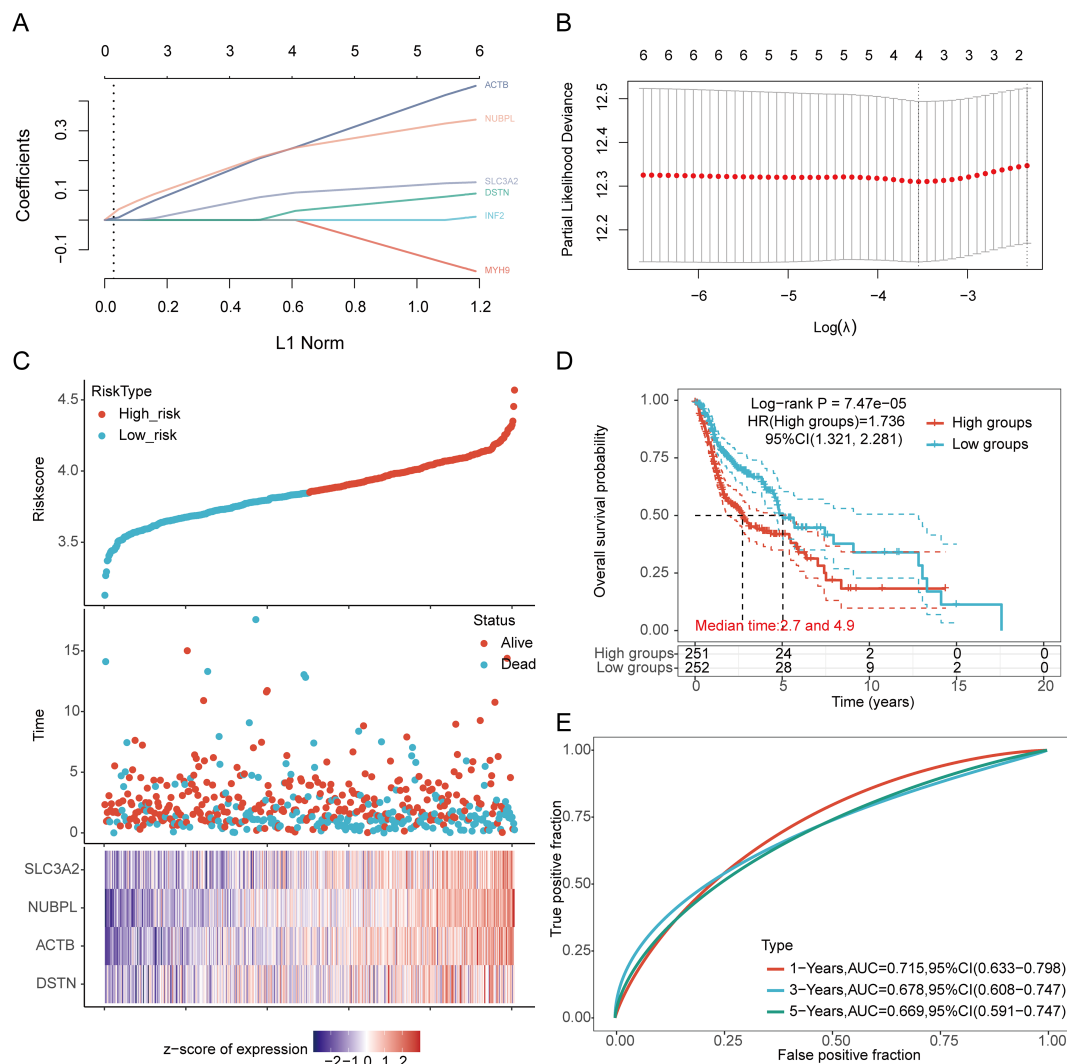 A
0 3 3 4 5 5 6
ACTB
NUBPL
SLC3A2
DSTN
INF2
MYH9
0.3
0.1
−0.1
Coefficients
0.0 0.2 0.4 0.6 0.8 1.0 1.2
L1 Norm
B
6 6 6 6 6 5 5 5 5 5 4 4 3 3 2
12.5
12.4
12.3
12.2
Partial Likelihood Deviance
−6 −5 −4 −3
Log(λ)
C
RiskType
High_risk
Low_risk
4.5
4.0
3.5
Riskscore
Status
Alive
Dead
15
10
5
0
Time
SLC3A2
NUBPL
ACTB
DSTN
z−score of expression
−2−1 0 1 2
D
Log−rank P = 7.47e−05
HR(High groups)=1.736
95%CI(1.321, 2.281)
High groups
Low groups
1.00
0.75
0.50
0.25
0.00
Overall survival probability
Median time:2.7 and 4.9
High groups 251 24 2 0 0
Low groups 252 28 9 2 0
0 5 10 15 20
Time (years)
E
1.00
0.75
0.50
0.25
0.00
True positive fraction
Type
1−Years,AUC=0.715,95%CI(0.633−0.798)
3−Years,AUC=0.678,95%CI(0.608−0.747)
5−Years,AUC=0.669,95%CI(0.591−0.747)
0.00 0.25 0.50 0.75 1.00
False positive fraction